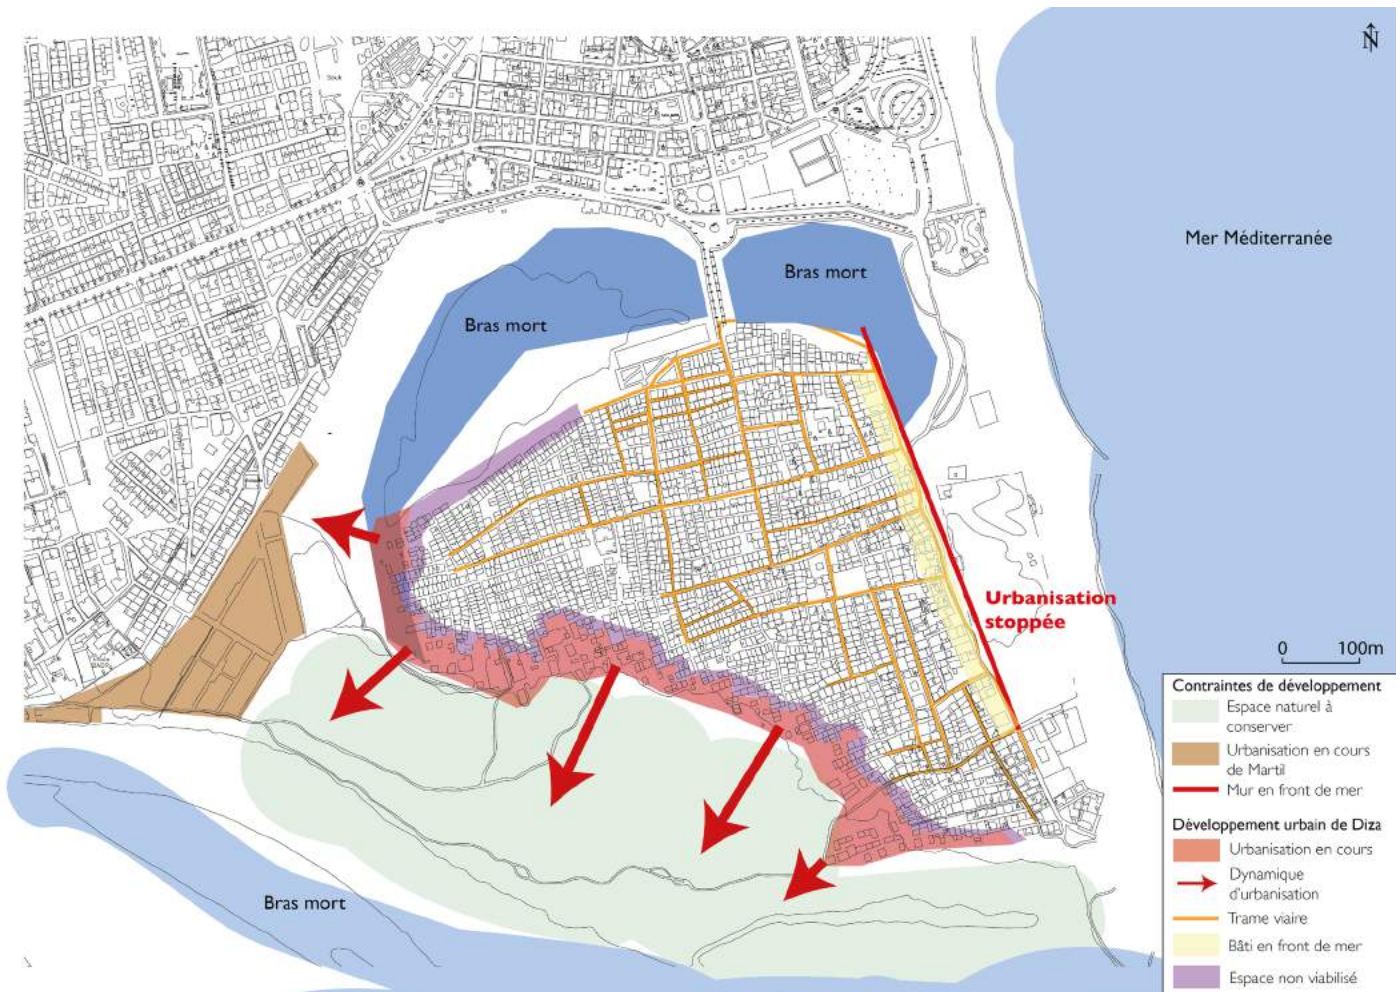 N
Souk
Mer Méditerranée
Bras mort
Bras mort
Urbanisation
stoppée
0 100m
Contraintes de développement
Espace naturel à
conserver
Urbanisation en cours
de Martil
Mur en front de mer
Développement urbain de Diza
Urbanisation en cours
Dynamique
d'urbanisation
Trame viaire
Bâti en front de mer
Espace non viabilisé
Bras mort